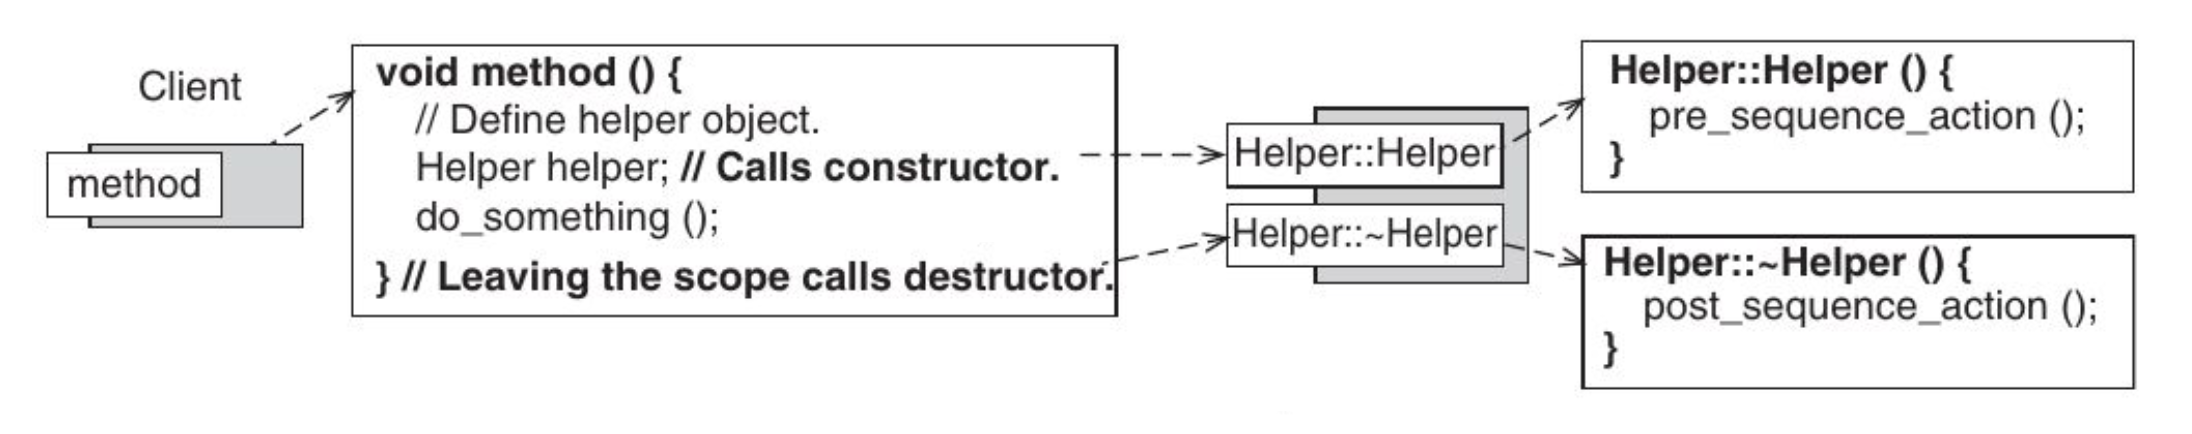 Client
method
void method () {
// Define helper object.
Helper helper; // Calls constructor.
do_something ();
} // Leaving the scope calls destructor.
Helper::Helper
Helper::~Helper
Helper::Helper () {
pre_sequence_action ();
}
Helper::~Helper () {
post_sequence_action ();
}